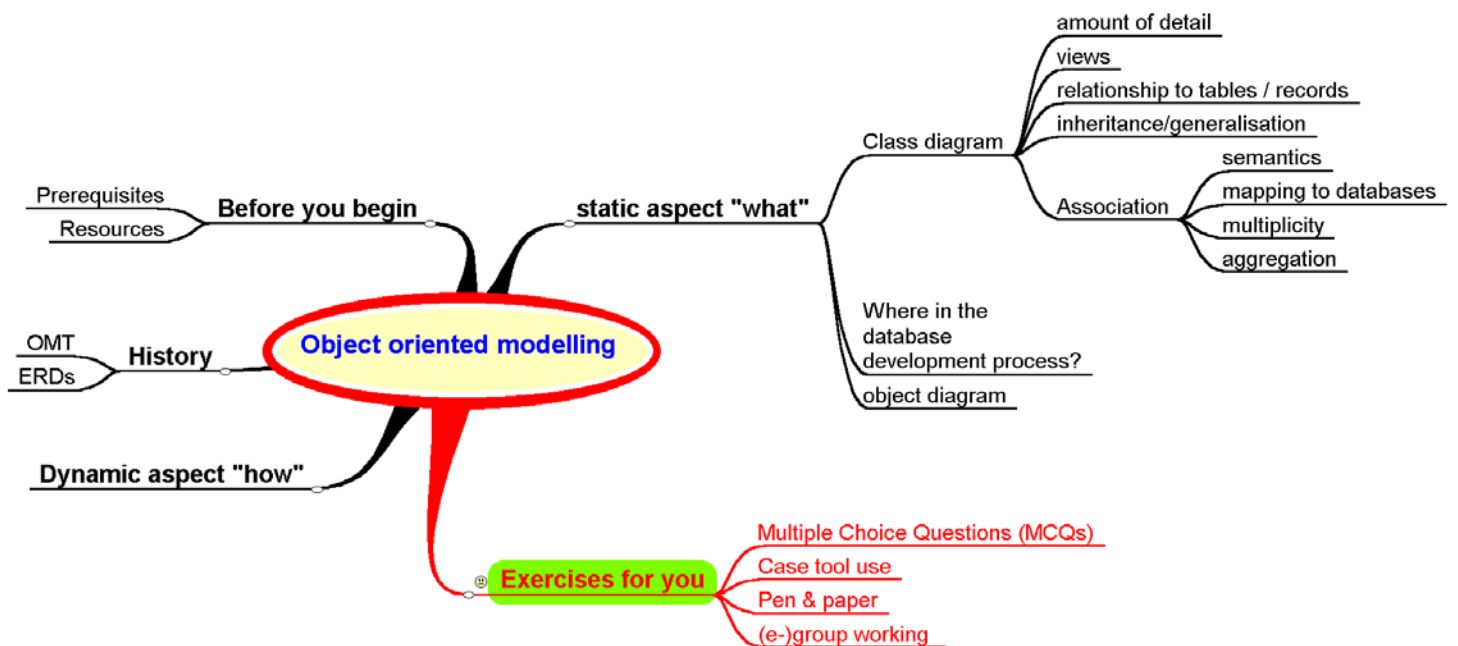 Object oriented modelling
Before you begin
Prerequisites
Resources
History
OMT
ERDs
Dynamic aspect "how"
static aspect "what"
Class diagram
amount of detail
views
relationship to tables / records
inheritance/generalisation
Association
semantics
mapping to databases
multiplicity
aggregation
Where in the
database
development process?
object diagram
Exercises for you
Multiple Choice Questions (MCQs)
Case tool use
Pen & paper
(e-)group working